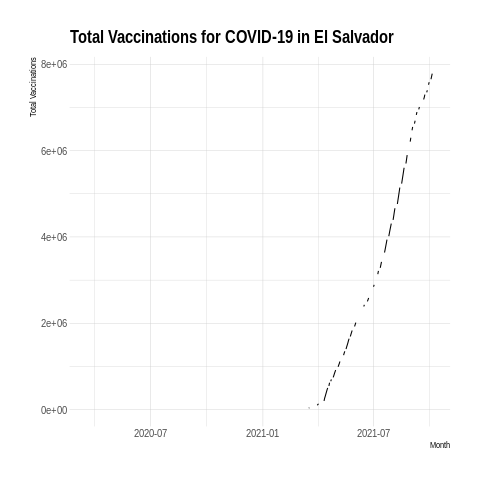 Total Vaccinations for COVID-19 in El Salvador
Total Vaccinations
8e+06
6e+06
4e+06
2e+06
0e+00
2020-07
2021-01
2021-07
Month